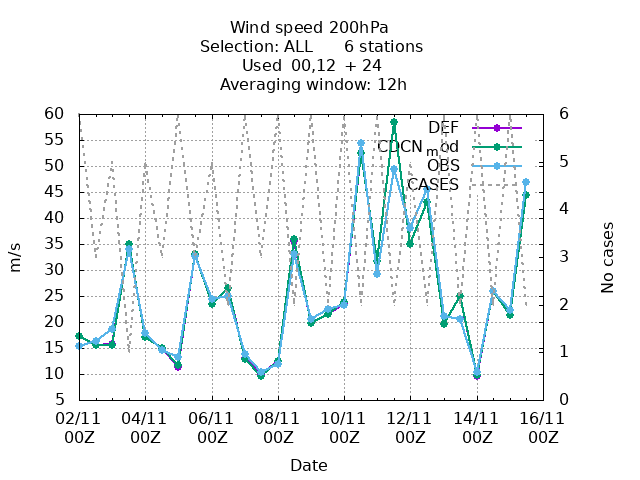 Wind speed 200hPa
Selection: ALL 6 stations
Used 00,12 + 24
Averaging window: 12h
60
55
50
45
40
35
30
25
20
15
10
5
m/s
6
5
4
3
2
1
0
No cases
DEF
CDCN_mod
OBS
CASES
02/11 04/11 06/11 08/11 10/11 12/11 14/11 16/11
00Z 00Z 00Z 00Z 00Z 00Z 00Z 00Z
Date